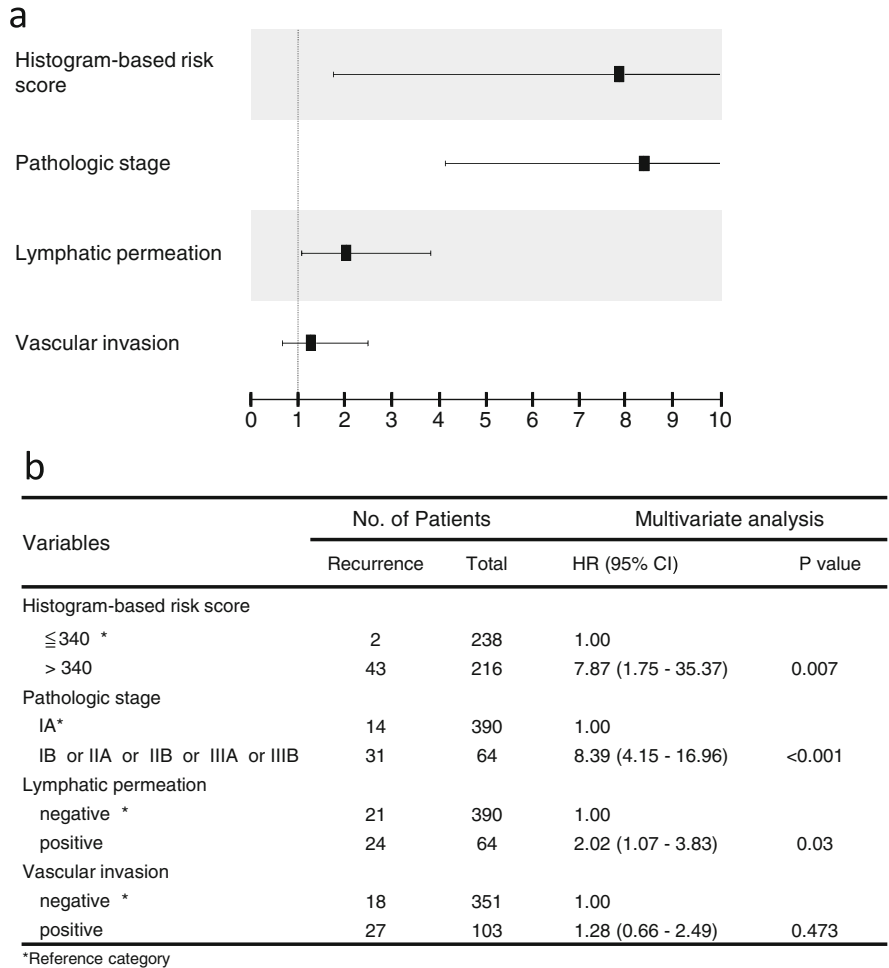 a
Histogram-based risk
score
Pathologic stage
Lymphatic permeation
Vascular invasion
0 1 2 3 4 5 6 7 8 9 10
b
Variables No. of Patients Multivariate analysis
Recurrence Total HR (95% CI) P value
Histogram-based risk score
≦340 * 2 238 1.00
> 340 43 216 7.87 (1.75 - 35.37) 0.007
Pathologic stage
IA* 14 390 1.00
IB or IIA or IIB or IIIA or IIIB 31 64 8.39 (4.15 - 16.96) <0.001
Lymphatic permeation
negative * 21 390 1.00
positive 24 64 2.02 (1.07 - 3.83) 0.03
Vascular invasion
negative * 18 351 1.00
positive 27 103 1.28 (0.66 - 2.49) 0.473
*Reference category